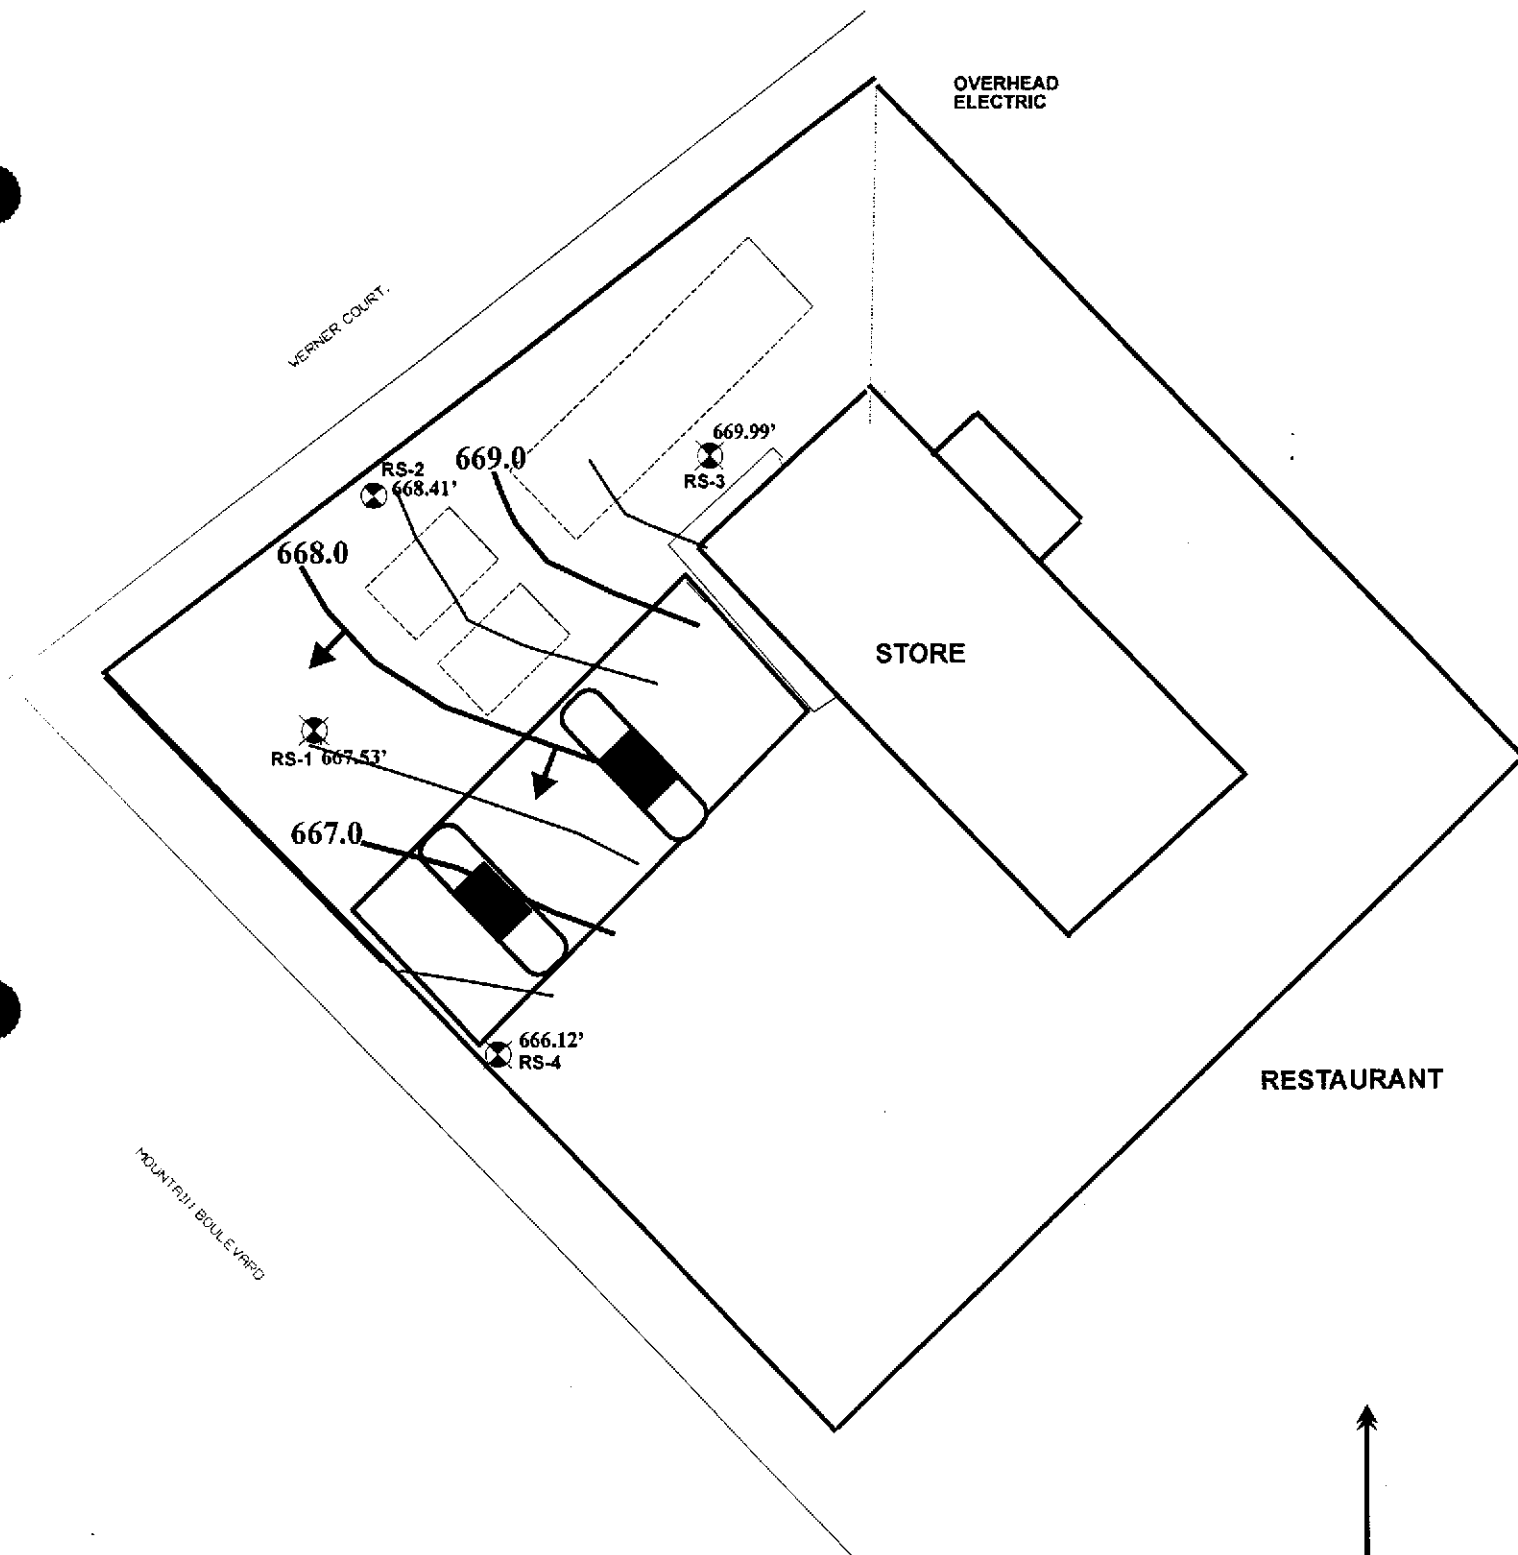 OVERHEAD
ELECTRIC
WERNER COURT.
669.99'
RS-3
669.0
RS-2
668.41'
668.0
RS-1 667.53'
STORE
667.0
666.12'
RS-4
RESTAURANT
MOUNTAIN BOULEVARD